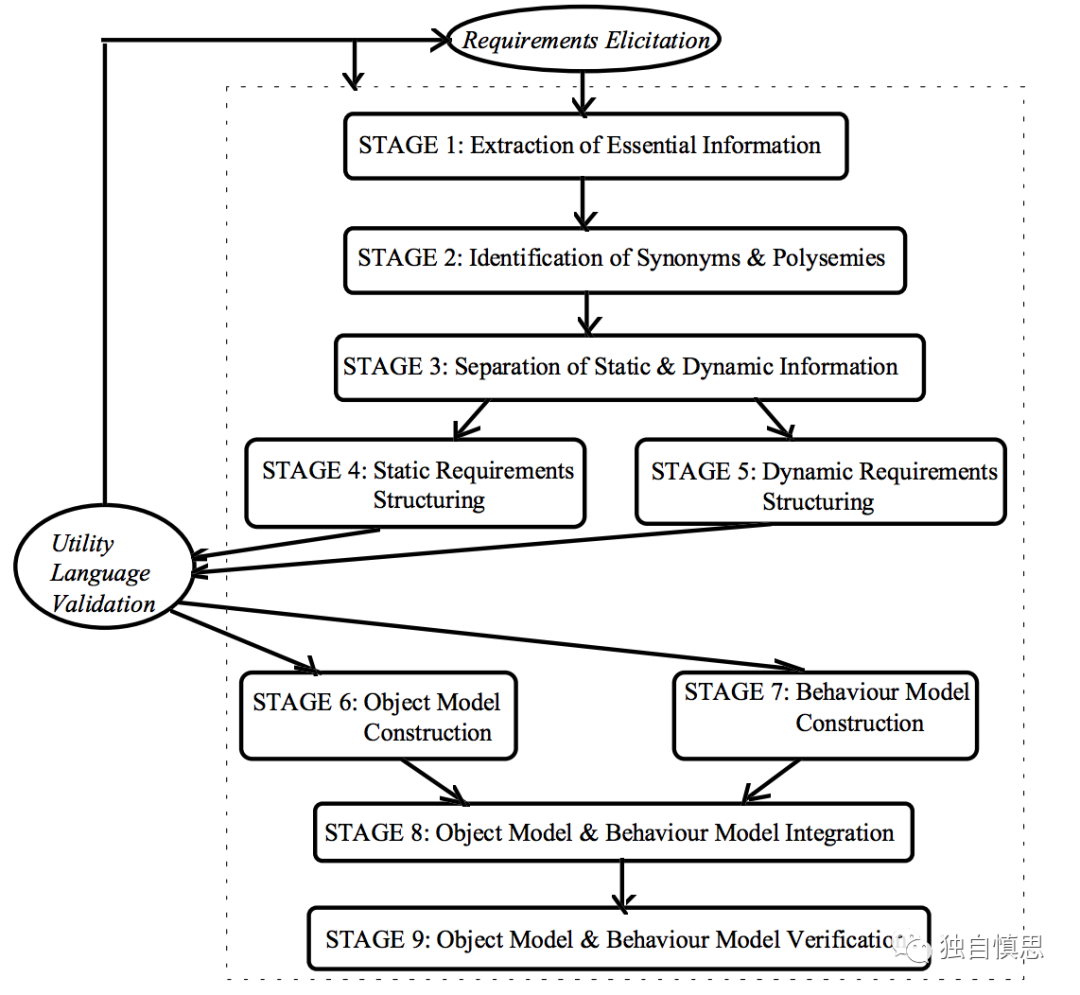 Requirements Elicitation
STAGE 1: Extraction of Essential Information
STAGE 2: Identification of Synonyms & Polysemies
STAGE 3: Separation of Static & Dynamic Information
STAGE 4: Static Requirements
Structuring
STAGE 5: Dynamic Requirements
Structuring
Utility
Language
Validation
STAGE 6: Object Model
Construction
STAGE 7: Behaviour Model
Construction
STAGE 8: Object Model & Behaviour Model Integration
STAGE 9: Object Model & Behaviour Model Verification
独自慎思